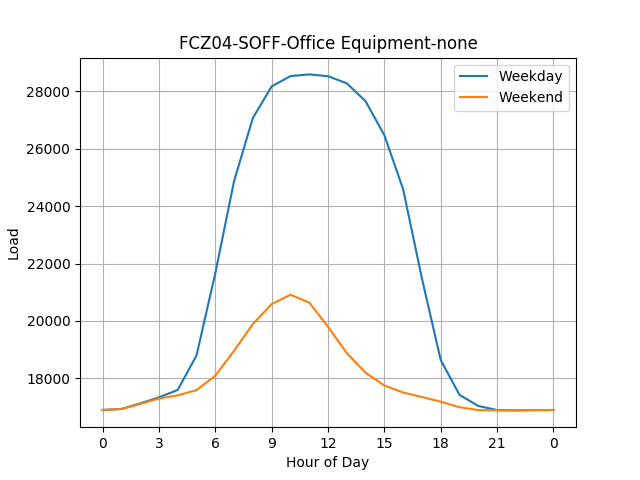 FCZ04-SOFF-Office Equipment-none
Weekday
Weekend
28000
26000
24000
22000
20000
18000
Load
0 3 6 9 12 15 18 21 0
Hour of Day